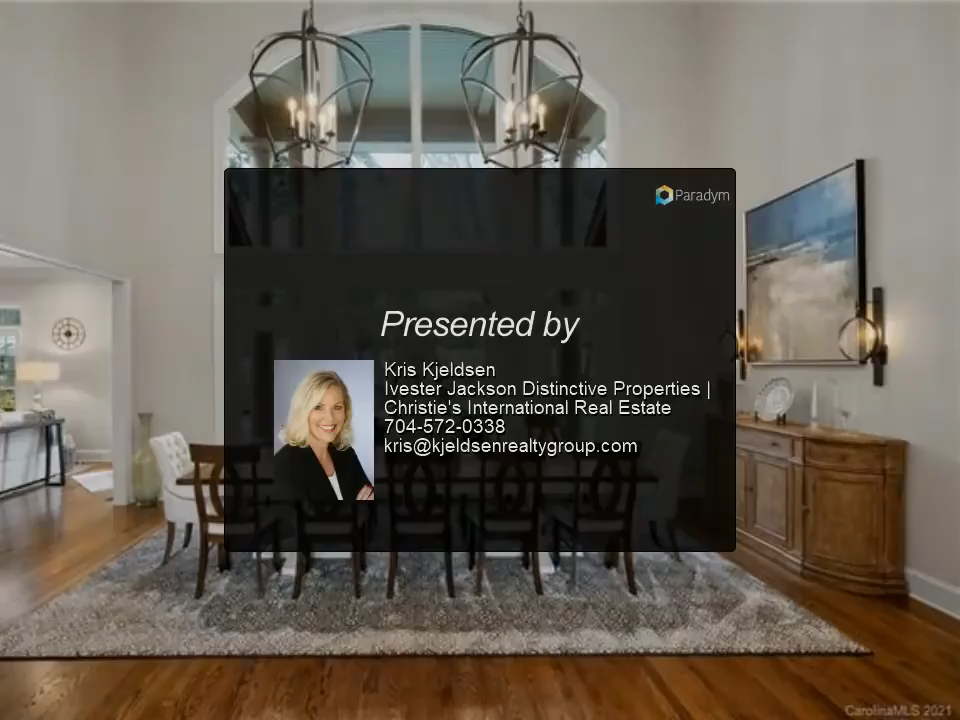 Paradym
Presented by
Kris Kjeldsen
Ivester Jackson Distinctive Properties |
Christie's International Real Estate
704-572-0338
kris@kjeldsenrealtygroup.com
CarolinaMLS 2021